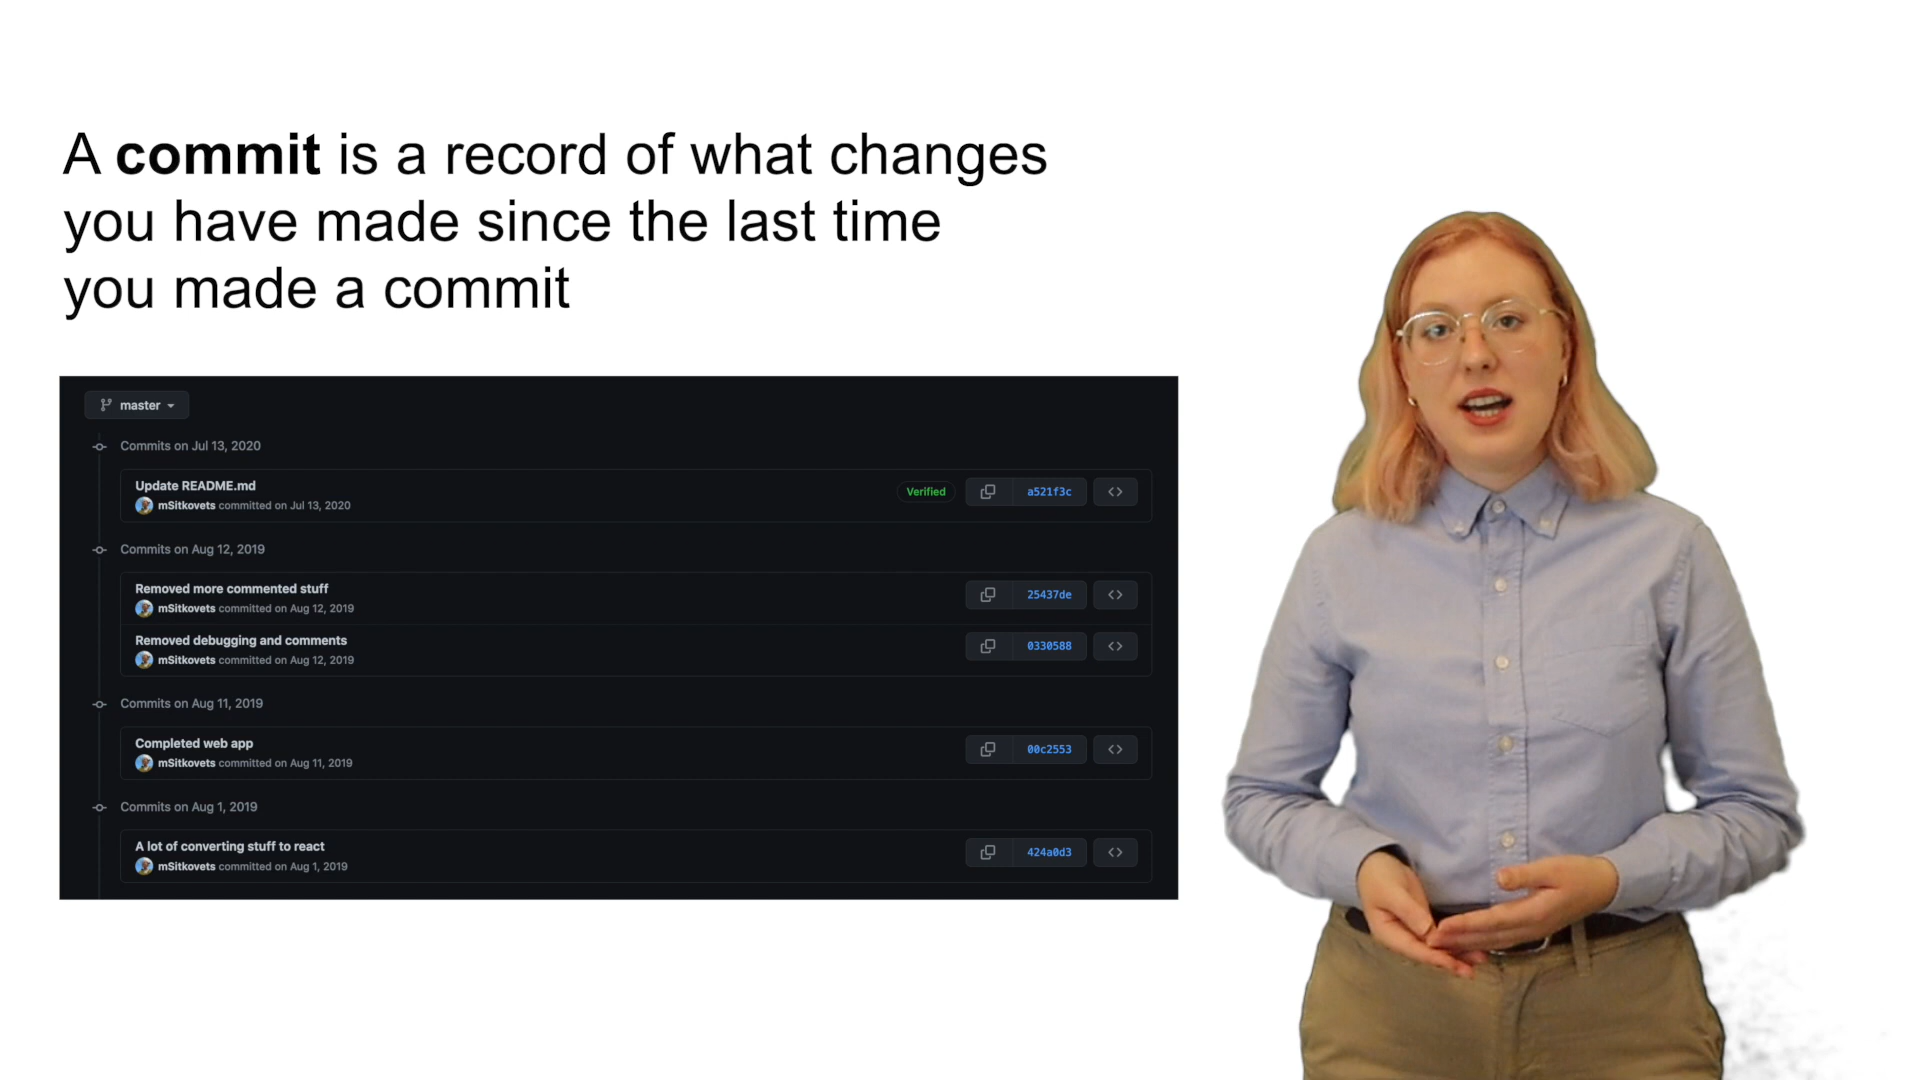 A commit is a record of what changes
you have made since the last time
you made a commit
master
Commits on Jul 13, 2020
Update README.md
mSitkovets committed on Jul 13, 2020
Verified
a521f3c
Commits on Aug 12, 2019
Removed more commented stuff
mSitkovets committed on Aug 12, 2019
25437de
Removed debugging and comments
mSitkovets committed on Aug 12, 2019
0330588
Commits on Aug 11, 2019
Completed web app
mSitkovets committed on Aug 11, 2019
00c2553
Commits on Aug 1, 2019
A lot of converting stuff to react
mSitkovets committed on Aug 1, 2019
424a0d3